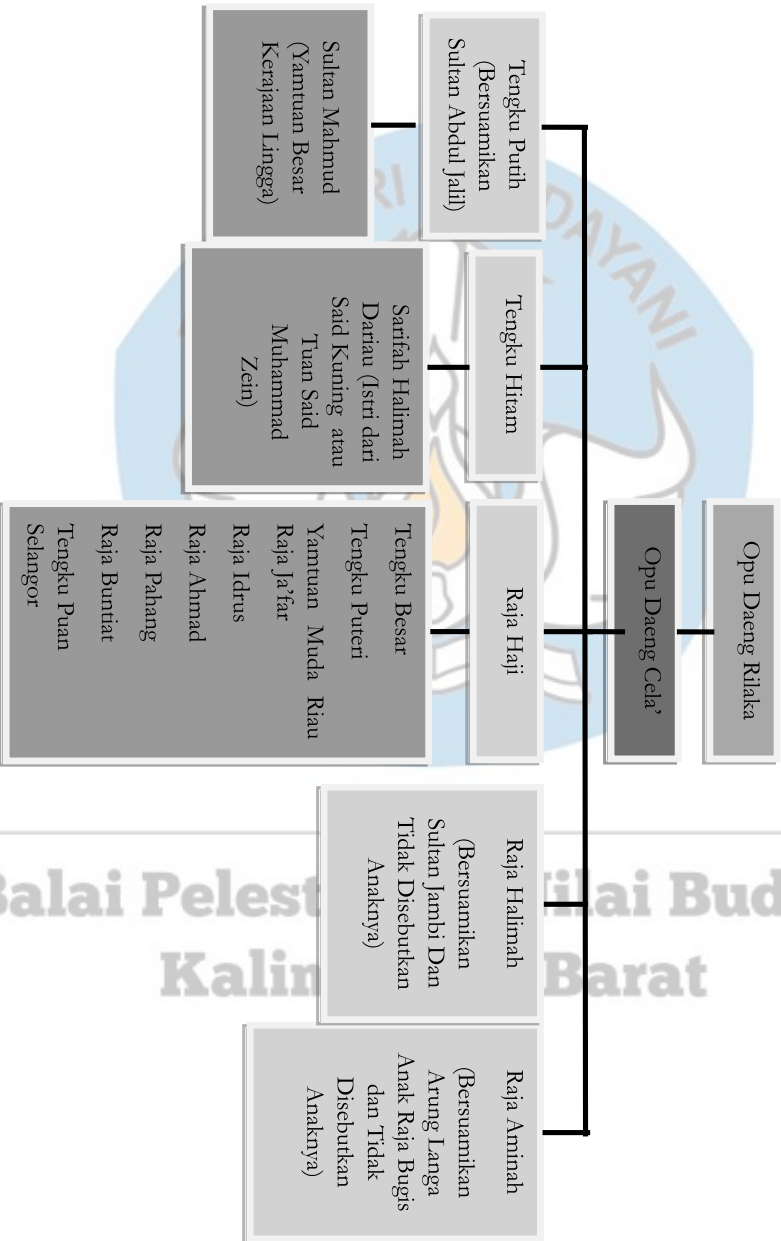 Opu Daeng Rilaka
Opu Daeng Cela’
Tengku Putih
(Bersuamikan
Sultan Abdul Jalil)
Tengku Hitam
Raja Haji
Raja Halimah
(Bersuamikan
Sultan Jambi Dan
Tidak Disebutkan
Anaknya)
Raja Aminah
(Bersuamikan
Arung Langa
Anak Raja Bugis
dan Tidak
Disebutkan
Anaknya)
Sultan Mahmud
(Yamtuan Besar
Kerajaan Lingga)
Sarifah Halimah
Dariau (Istri dari
Said Kuning atau
Tuan Said
Muhammad
Zein)
Tengku Besar
Tengku Puteri
Yamtuan Muda Riau
Raja Ja’far
Raja Idrus
Raja Ahmad
Raja Pahang
Raja Buntiat
Tengku Puan
Selangor
Balai Pelest ilai Bud
Kalim Barat
RI DAYANI